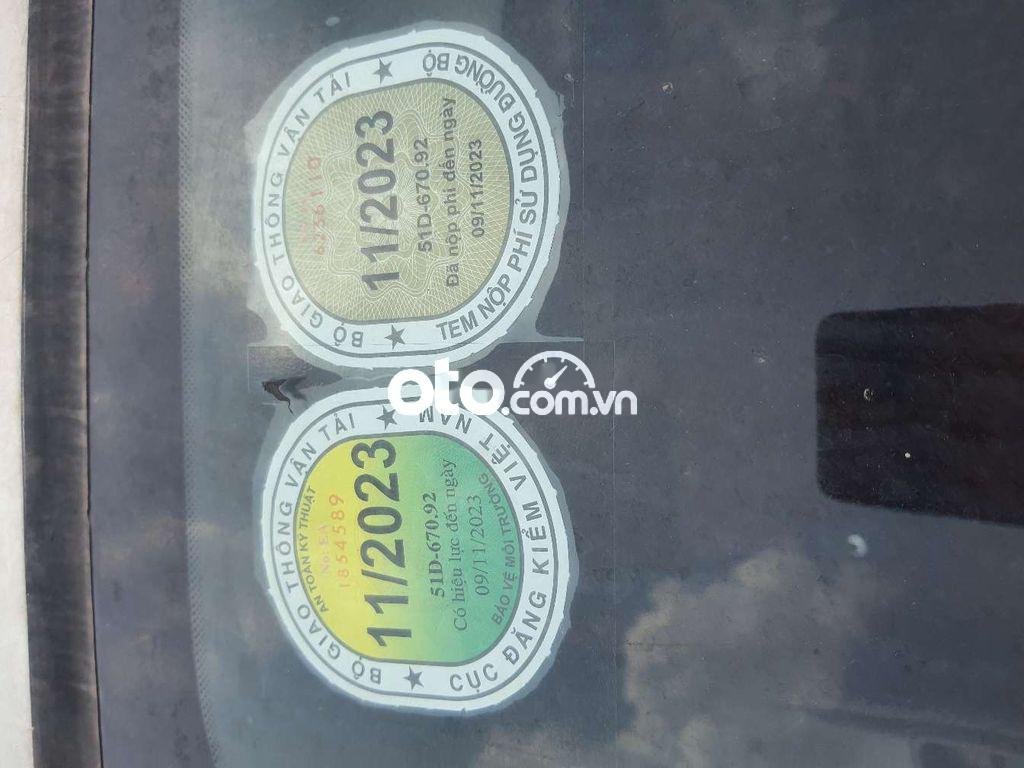 BỘ GIAO THÔNG VẬN TẢI
6256119
11/2023
51D-670.92
Đã nộp phí đến ngày
09/11/2023
TEM NỘP PHÍ SỬ DỤNG ĐƯỜNG BỘ
oto.com.vn
BỘ GIAO THÔNG VẬN TẢI
AN TOÀN KỸ THUẬT
No: EA
1854589
11/2023
51D-670.92
Có hiệu lực đến ngày
09/11/2023
BẢO VỆ MÔI TRƯỜNG
CỤC ĐĂNG KIỂM VIỆT NAM